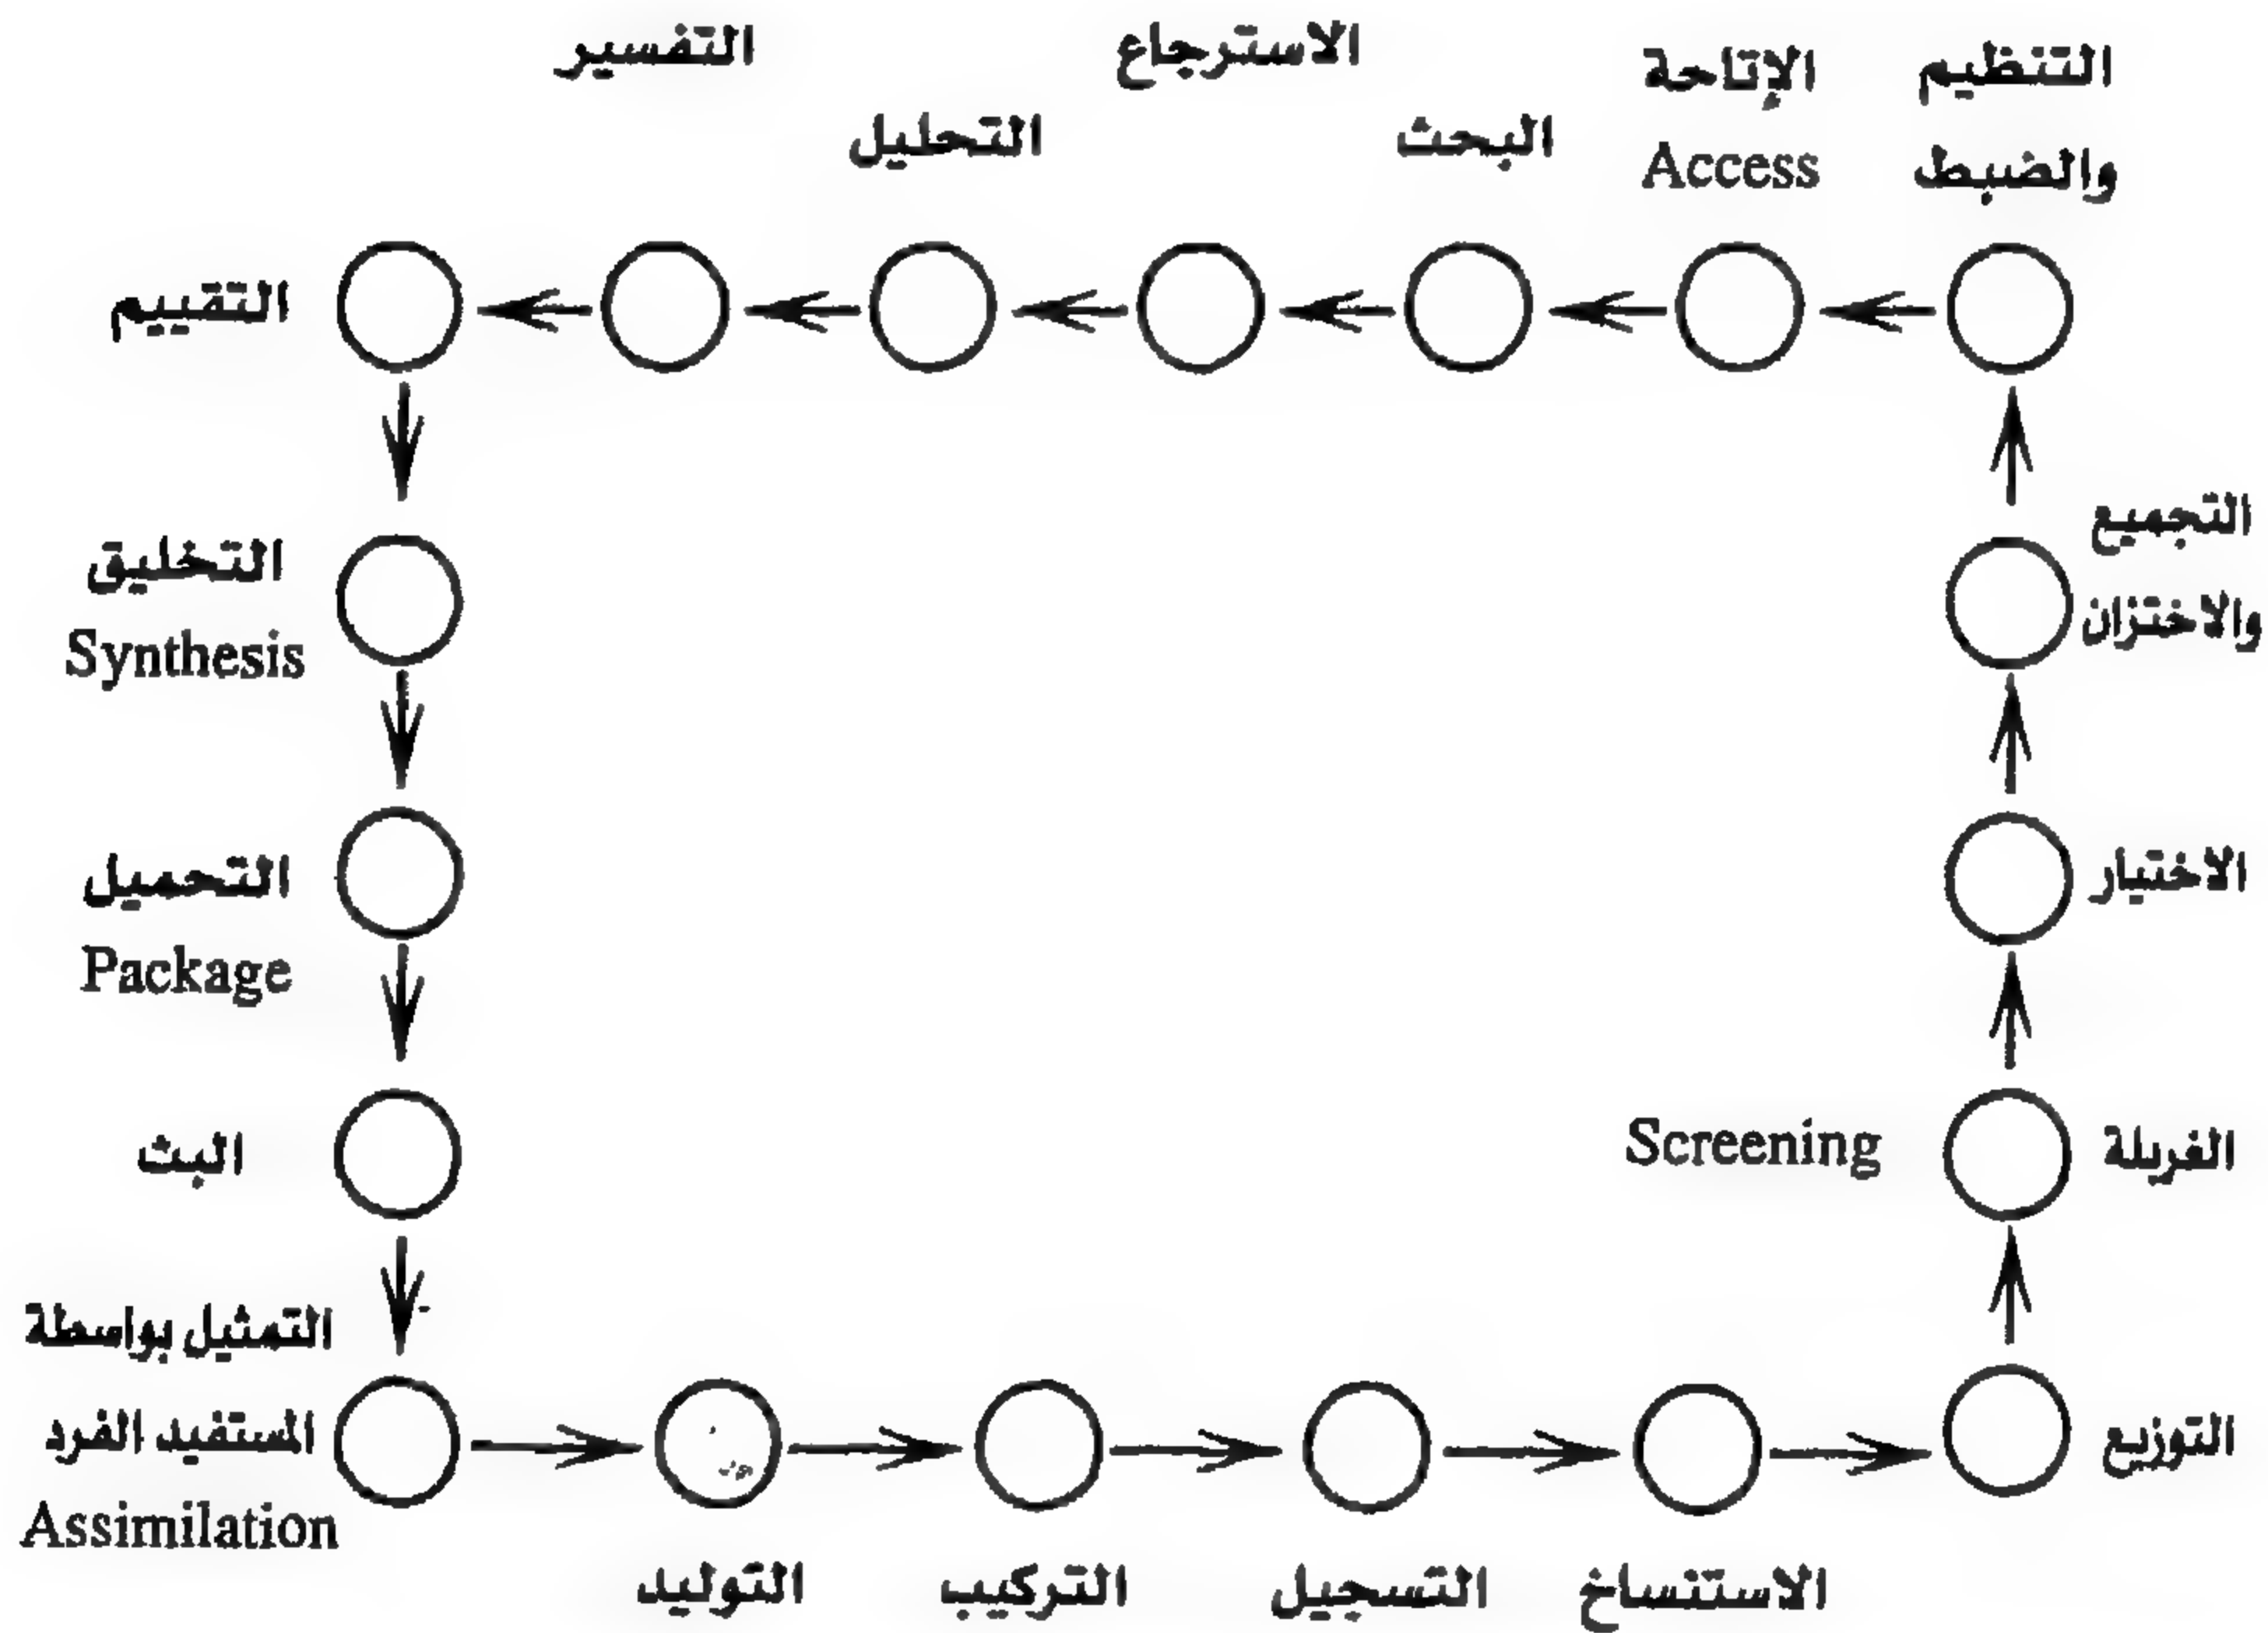 التنظيم
والضبط
الإتاحة
Access
البحث
الاسترجاع
التحليل
التفسير
التقييم
التخليق
Synthesis
التحميل
Package
البث
التمثيل بواسطة
المستفيد الفرد
Assimilation
التوليد
التركيب
التسجيل
الاستنساخ
التوزيع
الغربلة
Screening
الاختيار
التجميع
والاختزان